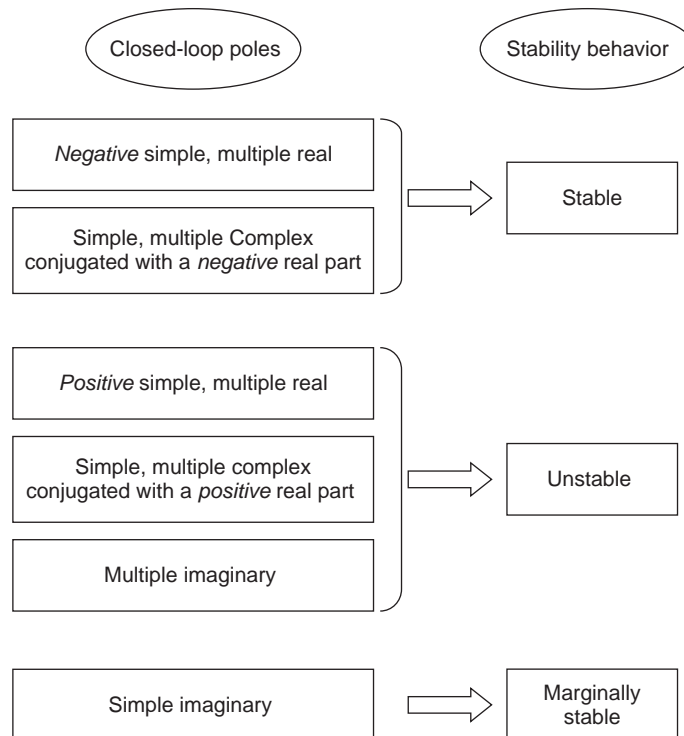 Closed-loop poles
Stability behavior
Negative simple, multiple real
Simple, multiple Complex
conjugated with a negative real part
Stable
Positive simple, multiple real
Simple, multiple complex
conjugated with a positive real part
Multiple imaginary
Unstable
Simple imaginary
Marginally
stable